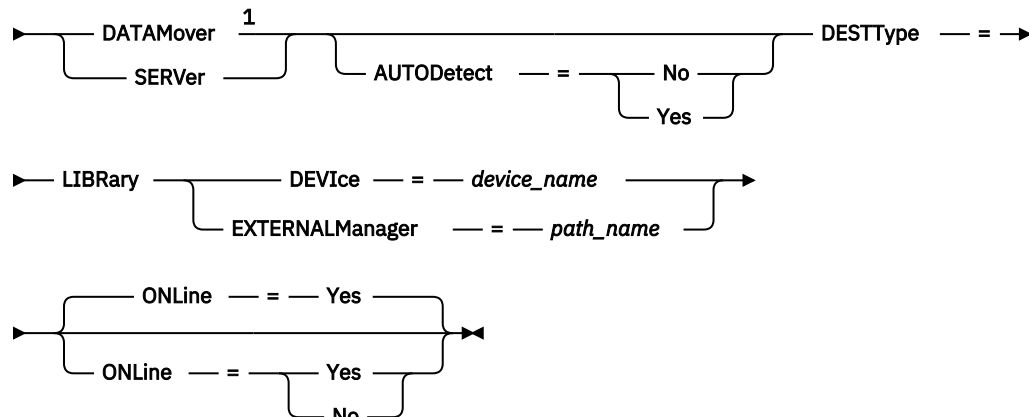 DATAMover 1 DESTType =
SERVer AUTODetect = No
Yes
LIBRary DEVIce = device_name
EXTERNALManager = path_name
ONLine = Yes
ONLine = Yes
No